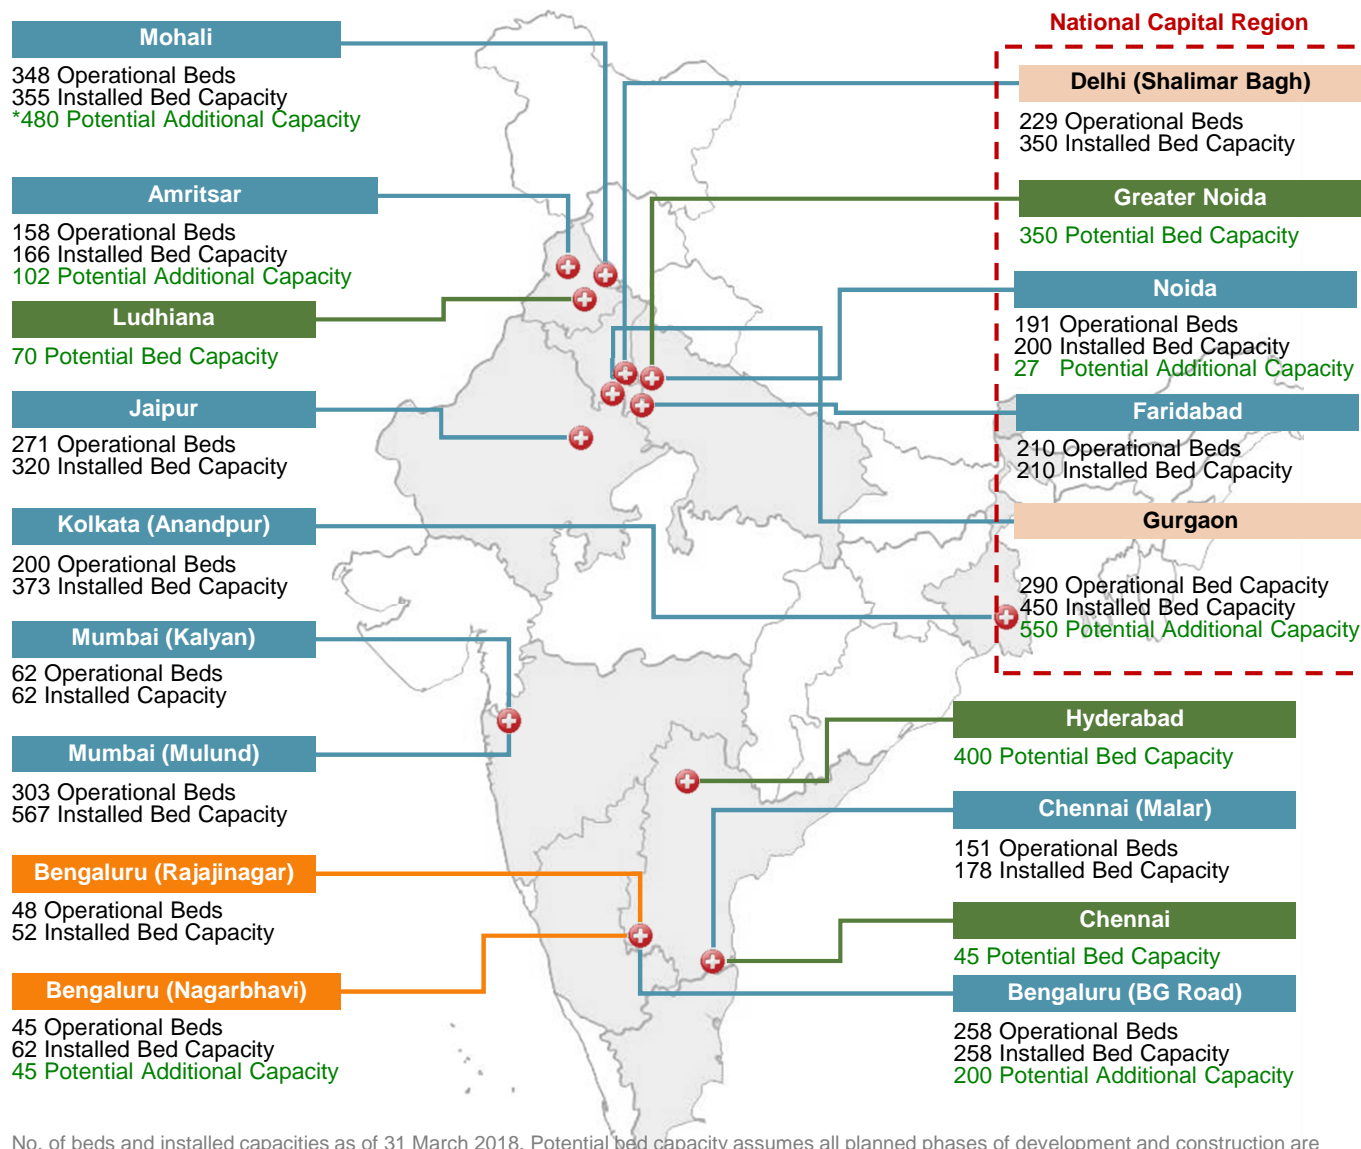 Mohali
348 Operational Beds
355 Installed Bed Capacity
*480 Potential Additional Capacity
Amritsar
158 Operational Beds
166 Installed Bed Capacity
102 Potential Additional Capacity
Ludhiana
70 Potential Bed Capacity
Jaipur
271 Operational Beds
320 Installed Bed Capacity
Kolkata (Anandpur)
200 Operational Beds
373 Installed Bed Capacity
Mumbai (Kalyan)
62 Operational Beds
62 Installed Capacity
Mumbai (Mulund)
303 Operational Beds
567 Installed Bed Capacity
Bengaluru (Rajajinagar)
48 Operational Beds
52 Installed Bed Capacity
Bengaluru (Nagarbhavi)
45 Operational Beds
62 Installed Bed Capacity
45 Potential Additional Capacity
National Capital Region
Delhi (Shalimar Bagh)
229 Operational Beds
350 Installed Bed Capacity
Greater Noida
350 Potential Bed Capacity
Noida
191 Operational Beds
200 Installed Bed Capacity
27 Potential Additional Capacity
Faridabad
210 Operational Beds
210 Installed Bed Capacity
Gurgaon
290 Operational Bed Capacity
450 Installed Bed Capacity
550 Potential Additional Capacity
Hyderabad
400 Potential Bed Capacity
Chennai (Malar)
151 Operational Beds
178 Installed Bed Capacity
Chennai
45 Potential Bed Capacity
Bengaluru (BG Road)
258 Operational Beds
258 Installed Bed Capacity
200 Potential Additional Capacity
No. of beds and installed capacities as of 31 March 2018. Potential bed capacity assumes all planned phases of development and construction are